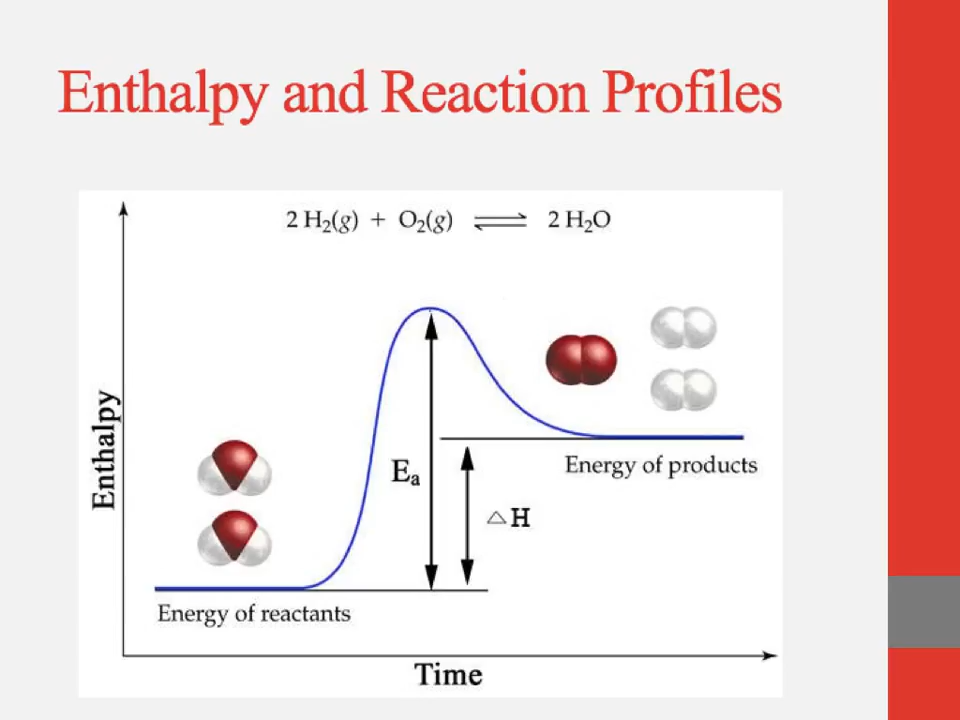 Enthalpy and Reaction Profiles
2 H₂(g) + O₂(g) ⇌ 2 H₂O
Enthalpy
Eₐ
Energy of products
△H
Energy of reactants
Time